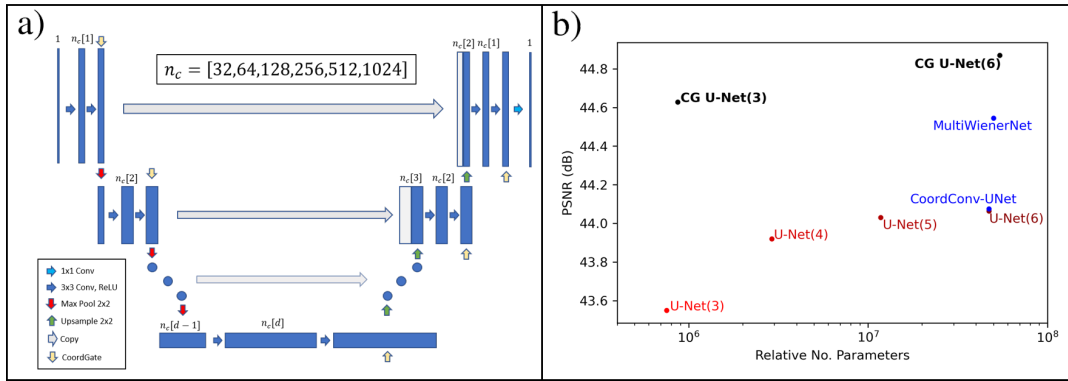 a)
1
n_c[1]
n_c = [32,64,128,256,512,1024]
n_c[2]
n_c[1]
1
n_c[2]
n_c[3]
n_c[2]
1x1 Conv
3x3 Conv, ReLU
Max Pool 2x2
Upsample 2x2
Copy
CoordGate
n_c[d − 1]
n_c[d]
b)
PSNR (dB)
44.8
44.6
44.4
44.2
44.0
43.8
43.6
CG U-Net(6)
CG U-Net(3)
MultiWienerNet
CoordConv-UNet
U-Net(6)
U-Net(5)
U-Net(4)
U-Net(3)
10^6
10^7
10^8
Relative No. Parameters